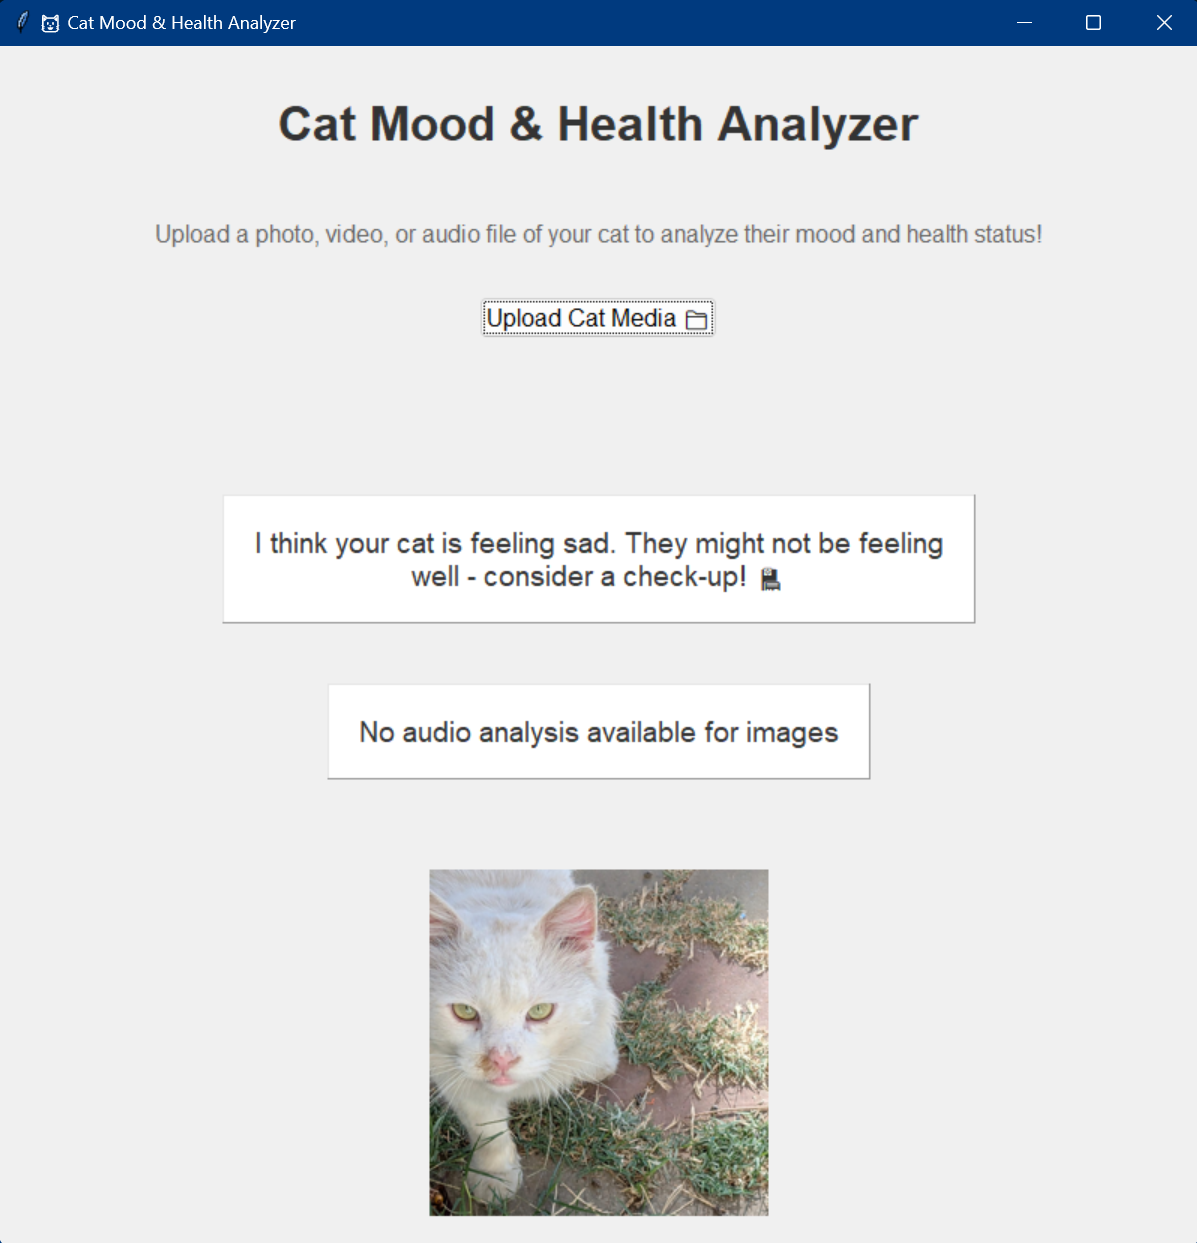 🐱 Cat Mood & Health Analyzer
Cat Mood & Health Analyzer
Upload a photo, video, or audio file of your cat to analyze their mood and health status!
Upload Cat Media 📁
I think your cat is feeling sad. They might not be feeling
well - consider a check-up!
No audio analysis available for images